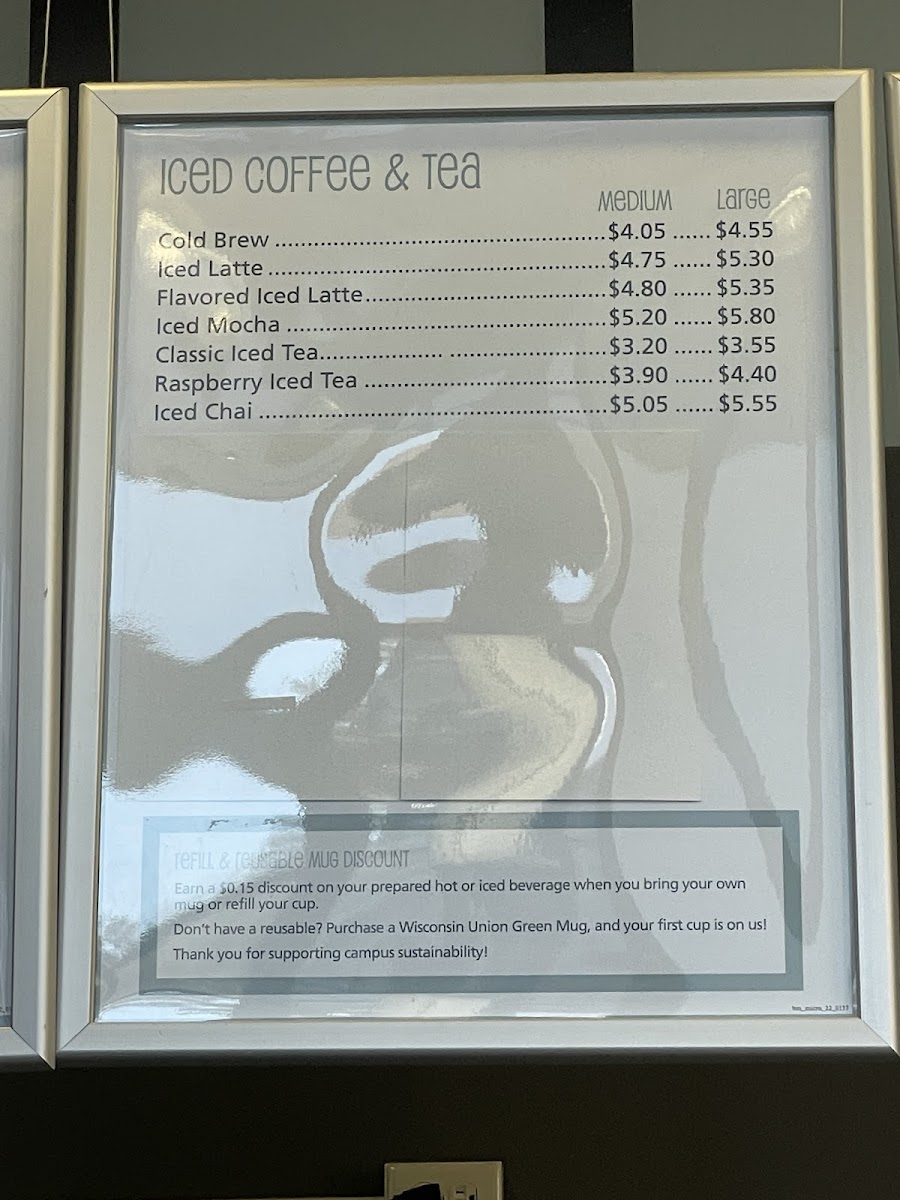 Iced Coffee & Tea
Medium Large
Cold Brew ........ $4.05 ...... $4.55
Iced Latte ........ $4.75 ...... $5.30
Flavored Iced Latte ........ $4.80 ...... $5.35
Iced Mocha ........ $5.20 ...... $5.80
Classic Iced Tea ........ $3.20 ...... $3.55
Raspberry Iced Tea ........ $3.90 ...... $4.40
Iced Chai ........ $5.05 ...... $5.55
Refill & Reusable Mug Discount
Earn a $0.15 discount on your prepared hot or iced beverage when you bring your own
mug or refill your cup.
Don't have a reusable? Purchase a Wisconsin Union Green Mug, and your first cup is on us!
Thank you for supporting campus sustainability!